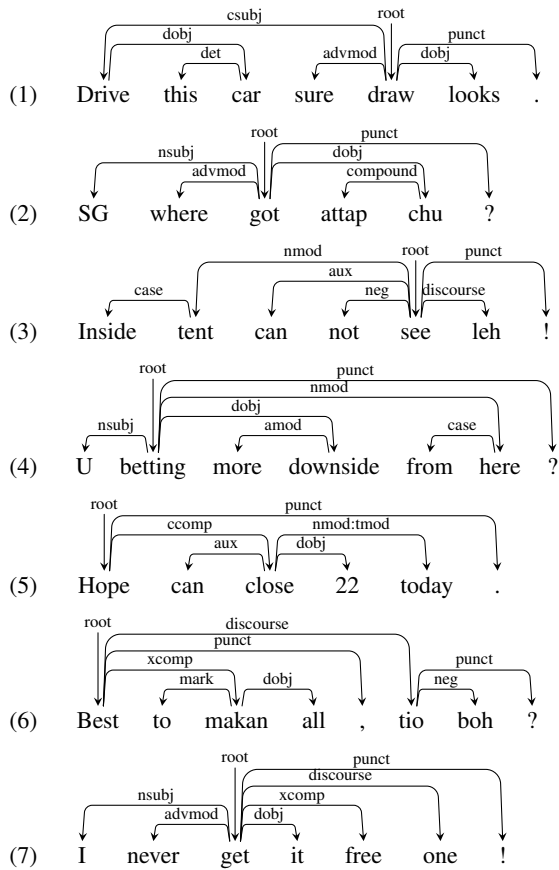 csubj root
dobj punct
det advmod dobj
(1) Drive this car sure draw looks .
root punct
nsubj dobj
advmod compound
(2) SG where got attap chu ?
nmod root punct
aux
case neg discourse
(3) Inside tent can not see leh !
root punct
nmod
dobj
nsubj amod case
(4) U betting more downside from here ?
root punct
ccomp nmod:tmod
aux dobj
(5) Hope can close 22 today .
root discourse
punct
xcomp punct
mark dobj neg
(6) Best to makan all , tio boh ?
root punct
discourse
nsubj xcomp
advmod dobj
(7) I never get it free one !